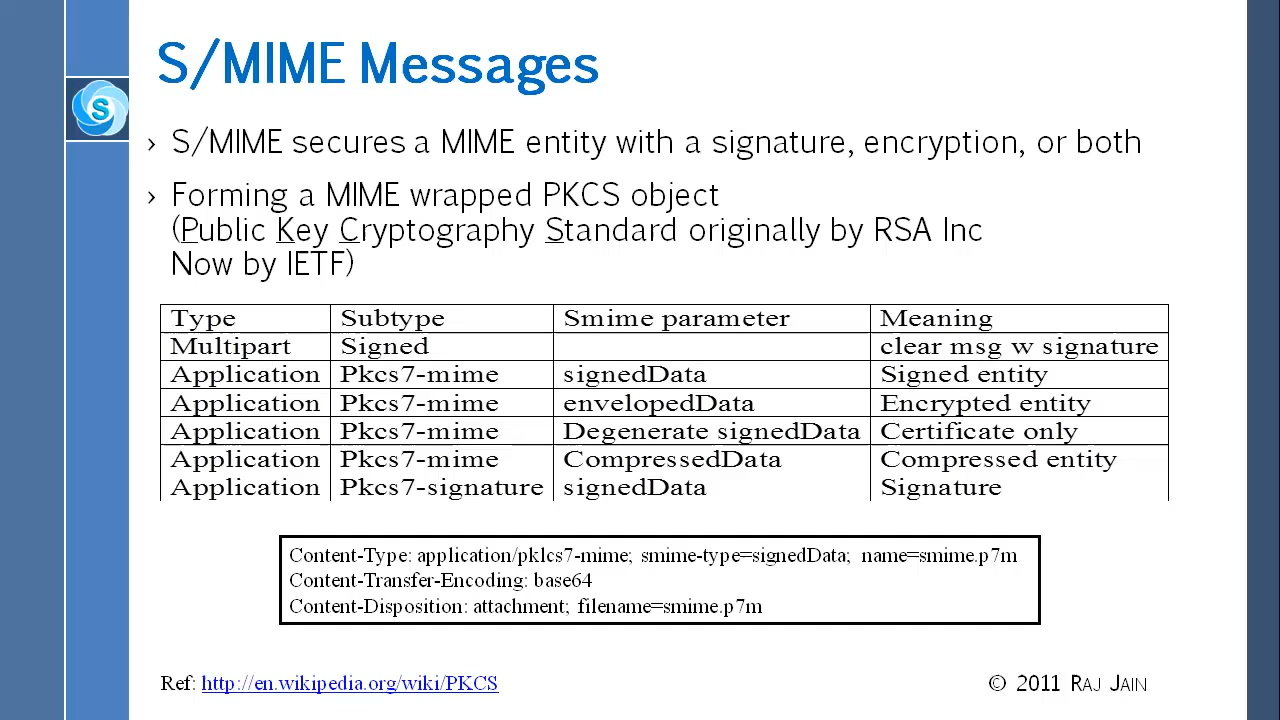 S/MIME Messages
S
› S/MIME secures a MIME entity with a signature, encryption, or both
› Forming a MIME wrapped PKCS object
(Public Key Cryptography Standard originally by RSA Inc
Now by IETF)
Type Subtype Smime parameter Meaning
Multipart Signed clear msg w signature
Application Pkcs7-mime signedData Signed entity
Application Pkcs7-mime envelopedData Encrypted entity
Application Pkcs7-mime Degenerate signedData Certificate only
Application Pkcs7-mime CompressedData Compressed entity
Application Pkcs7-signature signedData Signature
Content-Type: application/pklcs7-mime; smime-type=signedData; name=smime.p7m
Content-Transfer-Encoding: base64
Content-Disposition: attachment; filename=smime.p7m
Ref: http://en.wikipedia.org/wiki/PKCS
© 2011 RAJ JAIN